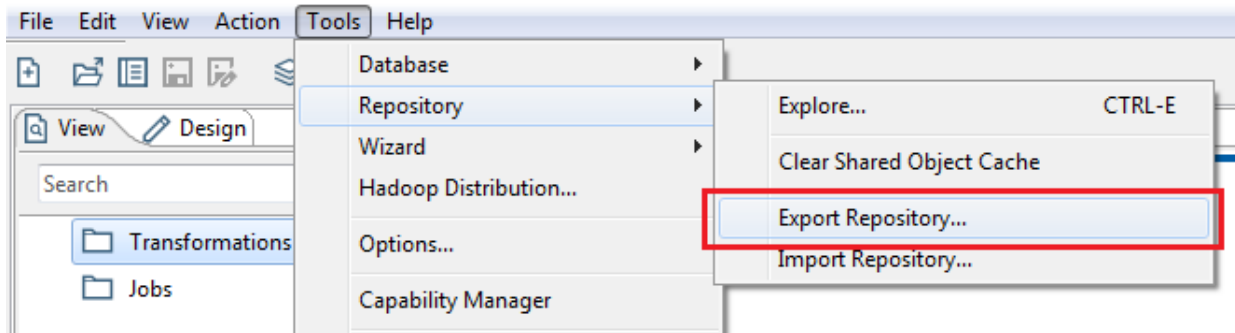 File Edit View Action Tools Help
View Design
Search
Transformations
Jobs
Database
Repository
Wizard
Hadoop Distribution...
Options...
Capability Manager
Explore... CTRL-E
Clear Shared Object Cache
Export Repository...
Import Repository...